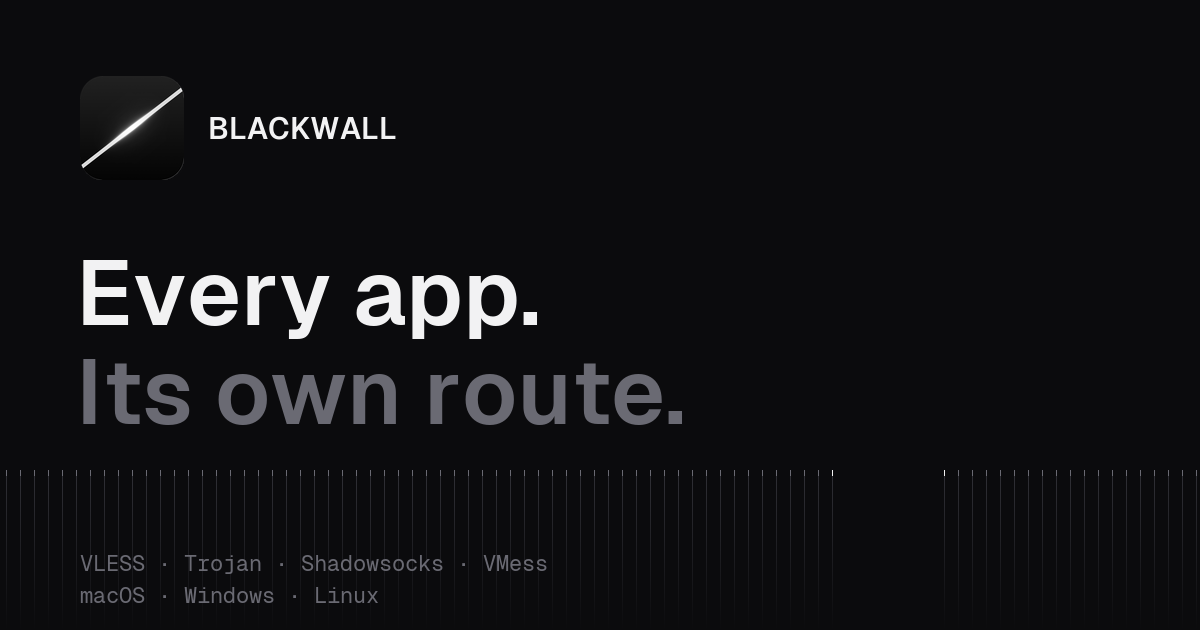 BLACKWALL
Every app.
Its own route.
VLESS · Trojan · Shadowsocks · VMess
macOS · Windows · Linux